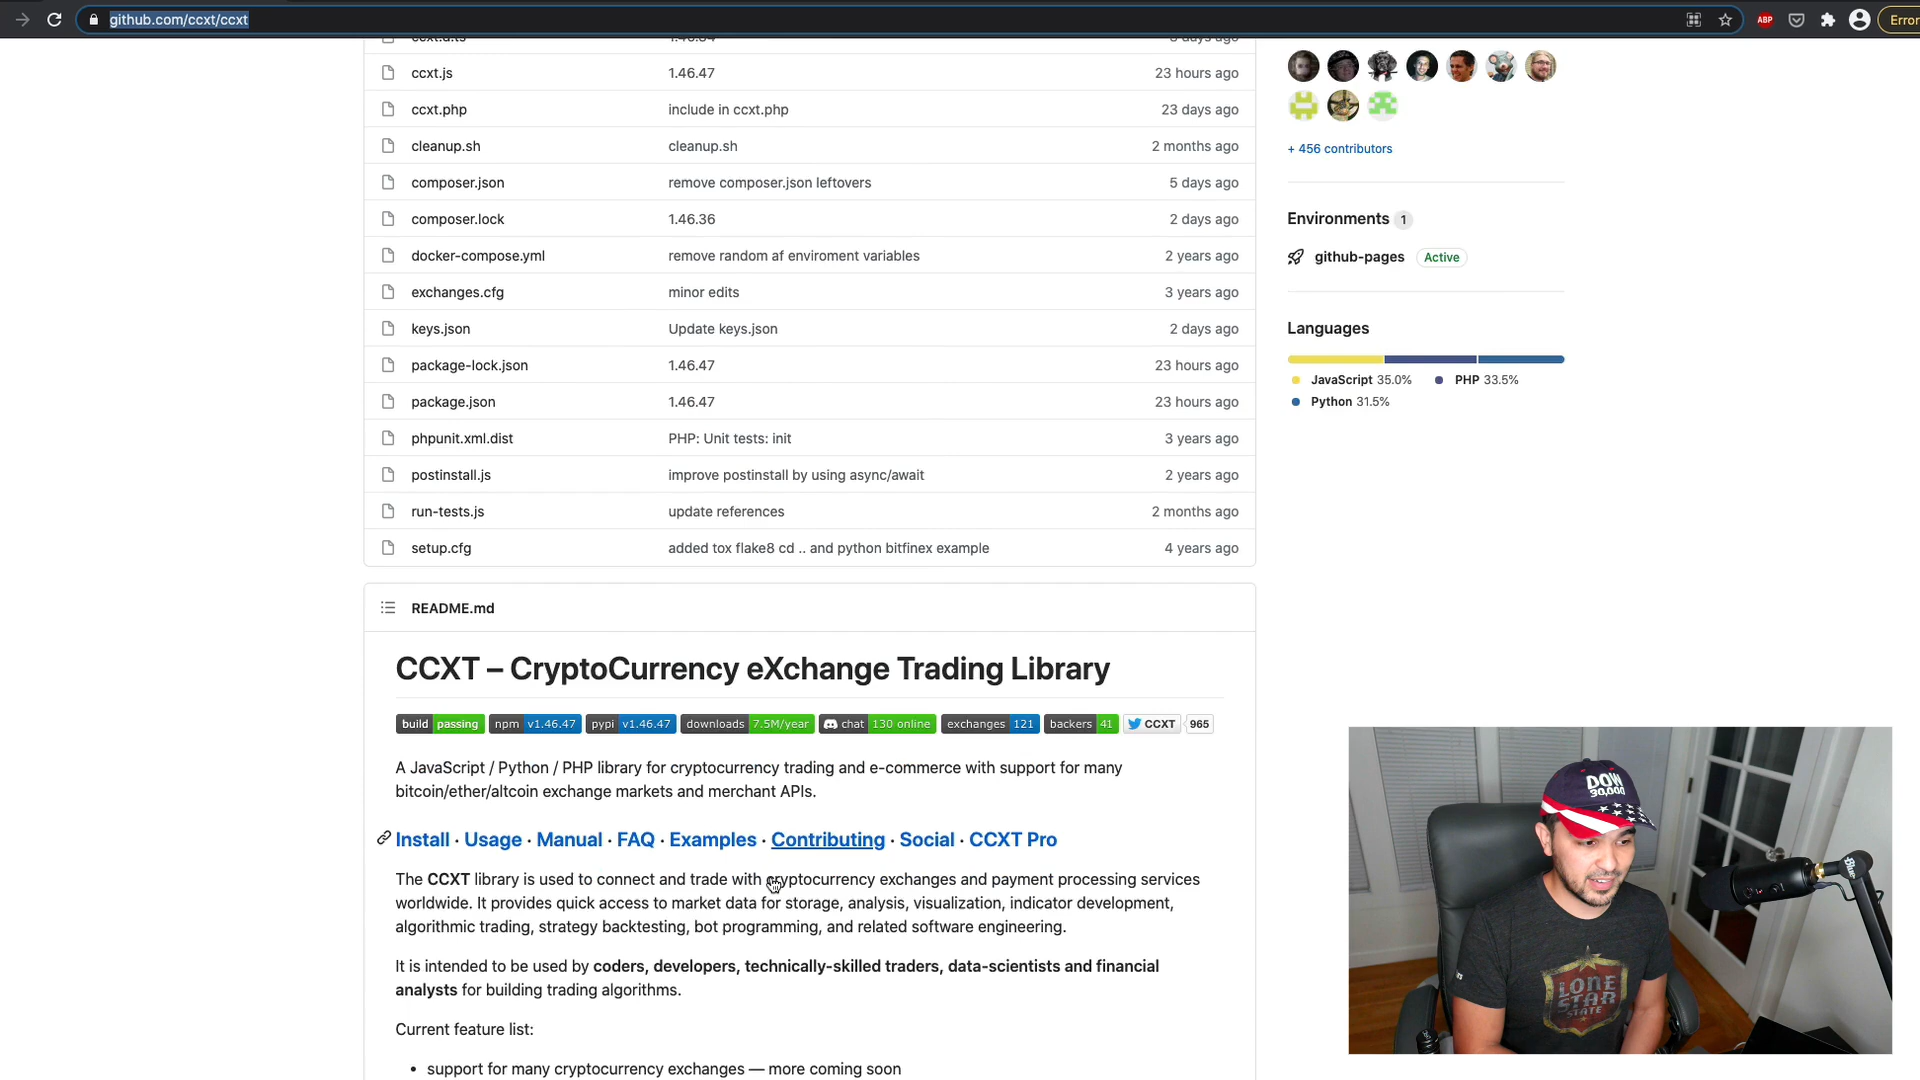 github.com/ccxt/ccxt
ABP
Error
ccxt.d.ts 1.46.34 8 days ago
ccxt.js 1.46.47 23 hours ago
ccxt.php include in ccxt.php 23 days ago
cleanup.sh cleanup.sh 2 months ago
composer.json remove composer.json leftovers 5 days ago
composer.lock 1.46.36 2 days ago
docker-compose.yml remove random af enviroment variables 2 years ago
exchanges.cfg minor edits 3 years ago
keys.json Update keys.json 2 days ago
package-lock.json 1.46.47 23 hours ago
package.json 1.46.47 23 hours ago
phpunit.xml.dist PHP: Unit tests: init 3 years ago
postinstall.js improve postinstall by using async/await 2 years ago
run-tests.js update references 2 months ago
setup.cfg added tox flake8 cd .. and python bitfinex example 4 years ago
+ 456 contributors
Environments 1
github-pages Active
Languages
JavaScript 35.0% PHP 33.5%
Python 31.5%
README.md
CCXT – CryptoCurrency eXchange Trading Library
build passing npm v1.46.47 pypi v1.46.47 downloads 7.5M/year chat 130 online exchanges 121 backers 41 CCXT 965
A JavaScript / Python / PHP library for cryptocurrency trading and e-commerce with support for many
bitcoin/ether/altcoin exchange markets and merchant APIs.
Install · Usage · Manual · FAQ · Examples · Contributing · Social · CCXT Pro
The CCXT library is used to connect and trade with cryptocurrency exchanges and payment processing services
worldwide. It provides quick access to market data for storage, analysis, visualization, indicator development,
algorithmic trading, strategy backtesting, bot programming, and related software engineering.
It is intended to be used by coders, developers, technically-skilled traders, data-scientists and financial
analysts for building trading algorithms.
Current feature list:
• support for many cryptocurrency exchanges — more coming soon
DOW
30,000
Blue
LONE
STAR
STATE